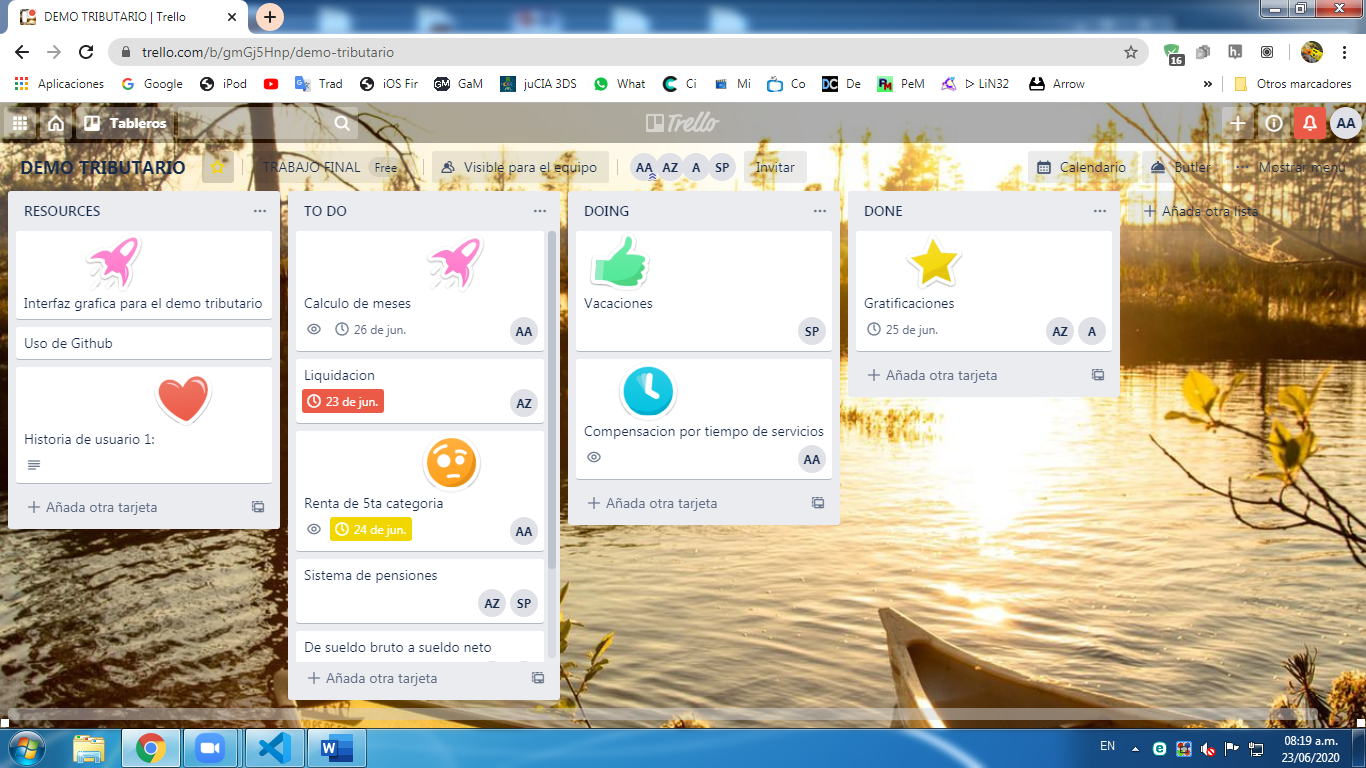 DEMO TRIBUTARIO | Trello
trello.com/b/gmGj5Hnp/demo-tributario
16
h.
Aplicaciones
Google
iPod
Trad
iOS Fir
GM
GaM
juCIA 3DS
What
Ci
Mi
Co
DC
De
PeM
ᐅ LiN32
Arrow
»
Otros marcadores
Tableros
Trello
AA
DEMO TRIBUTARIO
TRABAJO FINAL
Free
Visible para el equipo
AA
AZ
A
SP
Invitar
Calendario
Butler
Mostrar menú
RESOURCES
Interfaz grafica para el demo tributario
Uso de Github
Historia de usuario 1:
+ Añada otra tarjeta
TO DO
Calculo de meses
26 de jun.
AA
Liquidacion
23 de jun.
AZ
Renta de 5ta categoria
24 de jun.
AA
Sistema de pensiones
AZ
SP
De sueldo bruto a sueldo neto
+ Añada otra tarjeta
DOING
Vacaciones
SP
Compensacion por tiempo de servicios
AA
+ Añada otra tarjeta
DONE
Gratificaciones
25 de jun.
AZ
A
+ Añada otra tarjeta
+ Añada otra lista
W
EN
08:19 a.m.
23/06/2020